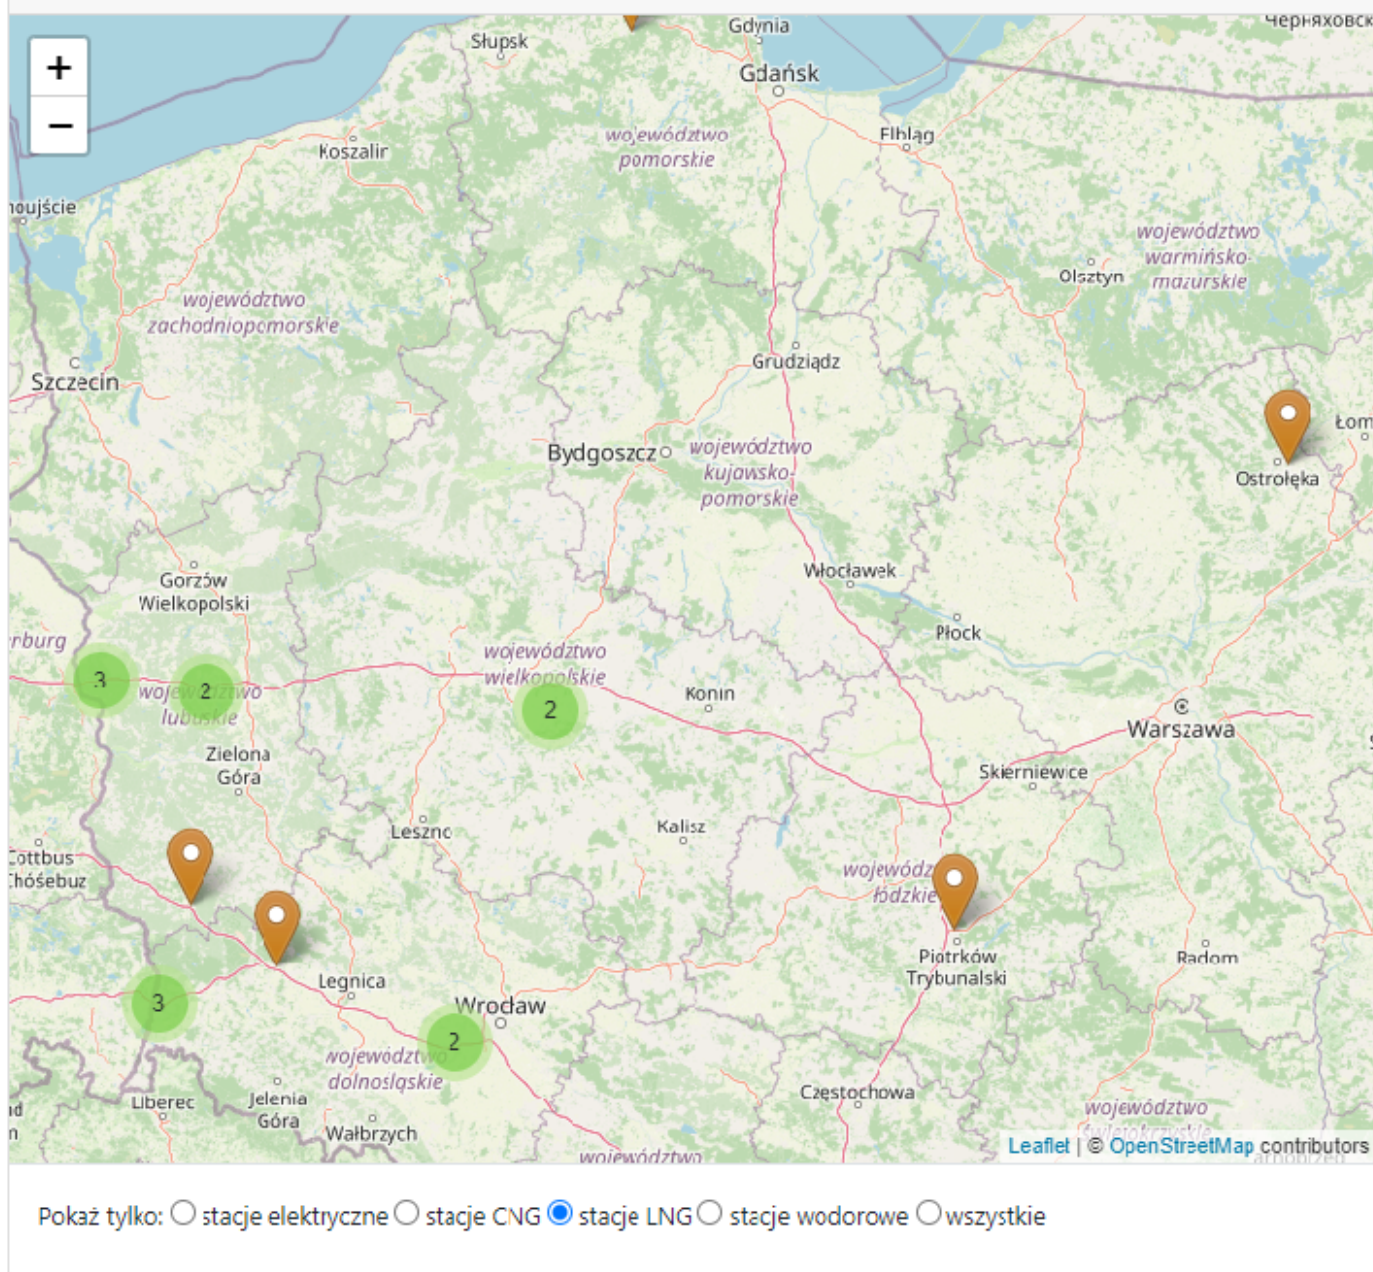 Gdynia
Черняховск
Słupsk
+
Gdańsk
−
Elbląg
województwo
pomorskie
Koszalin
województwo
warmińsko-
mazurskie
Olsztyn
województwo
zachodniopomorskie
Grudziądz
Szczecin
Bydgoszcz
województwo
kujawsko-
pomorskie
Ostrołęka
Włocławek
Gorzów
Wielkopolski
Płock
województwo
wielkopolskie
3
2
województwo
lubuskie
2
Konin
Warszawa
Zielona
Góra
Skierniewice
Leszno
Kalisz
Cottbus
Chóśebuz
Piotrków
Trybunalski
Radom
Legnica
3
Wrocław
2
województwo
dolnośląskie
Liberec
Jelenia
Góra
Wałbrzych
Częstochowa
województwo
świętokrzyskie
województwo
Leaflet | © OpenStreetMap contributors
Pokaż tylko: stacje elektryczne stacje CNG stacje LNG stacje wodorowe wszystkie